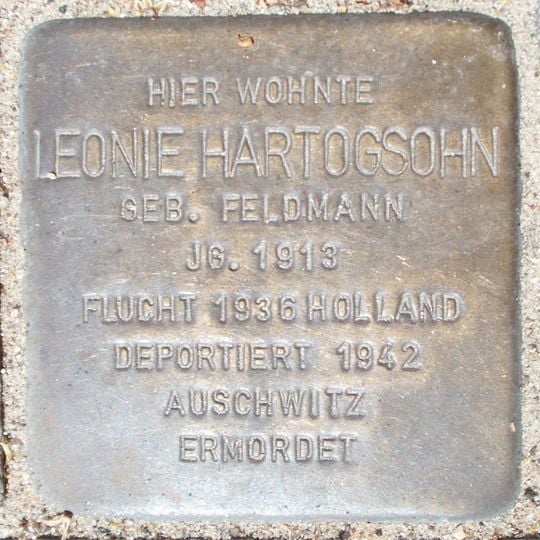 HIER WOHNTE
LEONIE HARTOGSOHN
GEB. FELDMANN
JG. 1913
FLUCHT 1936 HOLLAND
DEPORTIERT 1942
AUSCHWITZ
ERMORDET